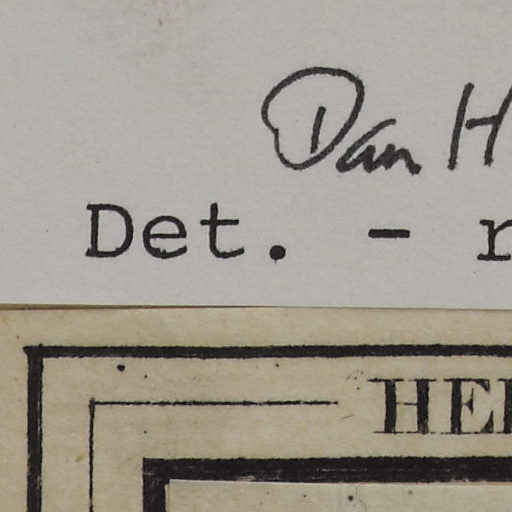 Dan H
Det. - r
HE